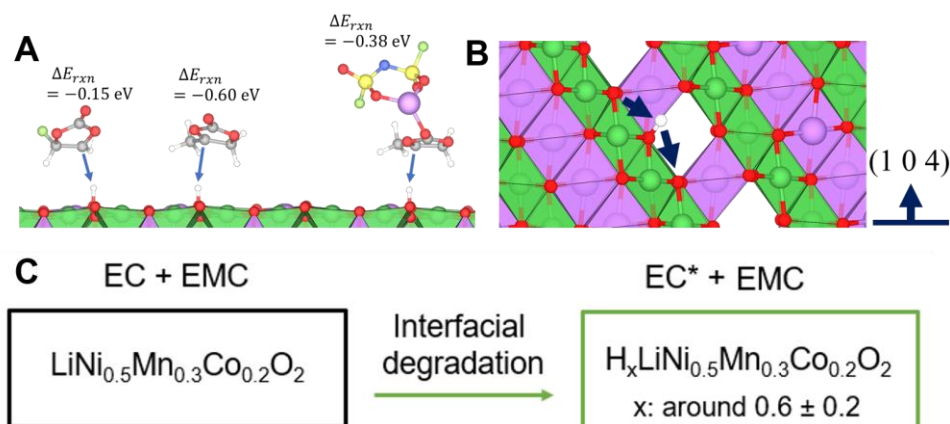 A
ΔE_rxn
= −0.15 eV
ΔE_rxn
= −0.60 eV
ΔE_rxn
= −0.38 eV
B
(1 0 4)
C
EC + EMC
LiNi₀.₅Mn₀.₃Co₀.₂O₂
Interfacial
degradation
EC* + EMC
HₓLiNi₀.₅Mn₀.₃Co₀.₂O₂
x: around 0.6 ± 0.2